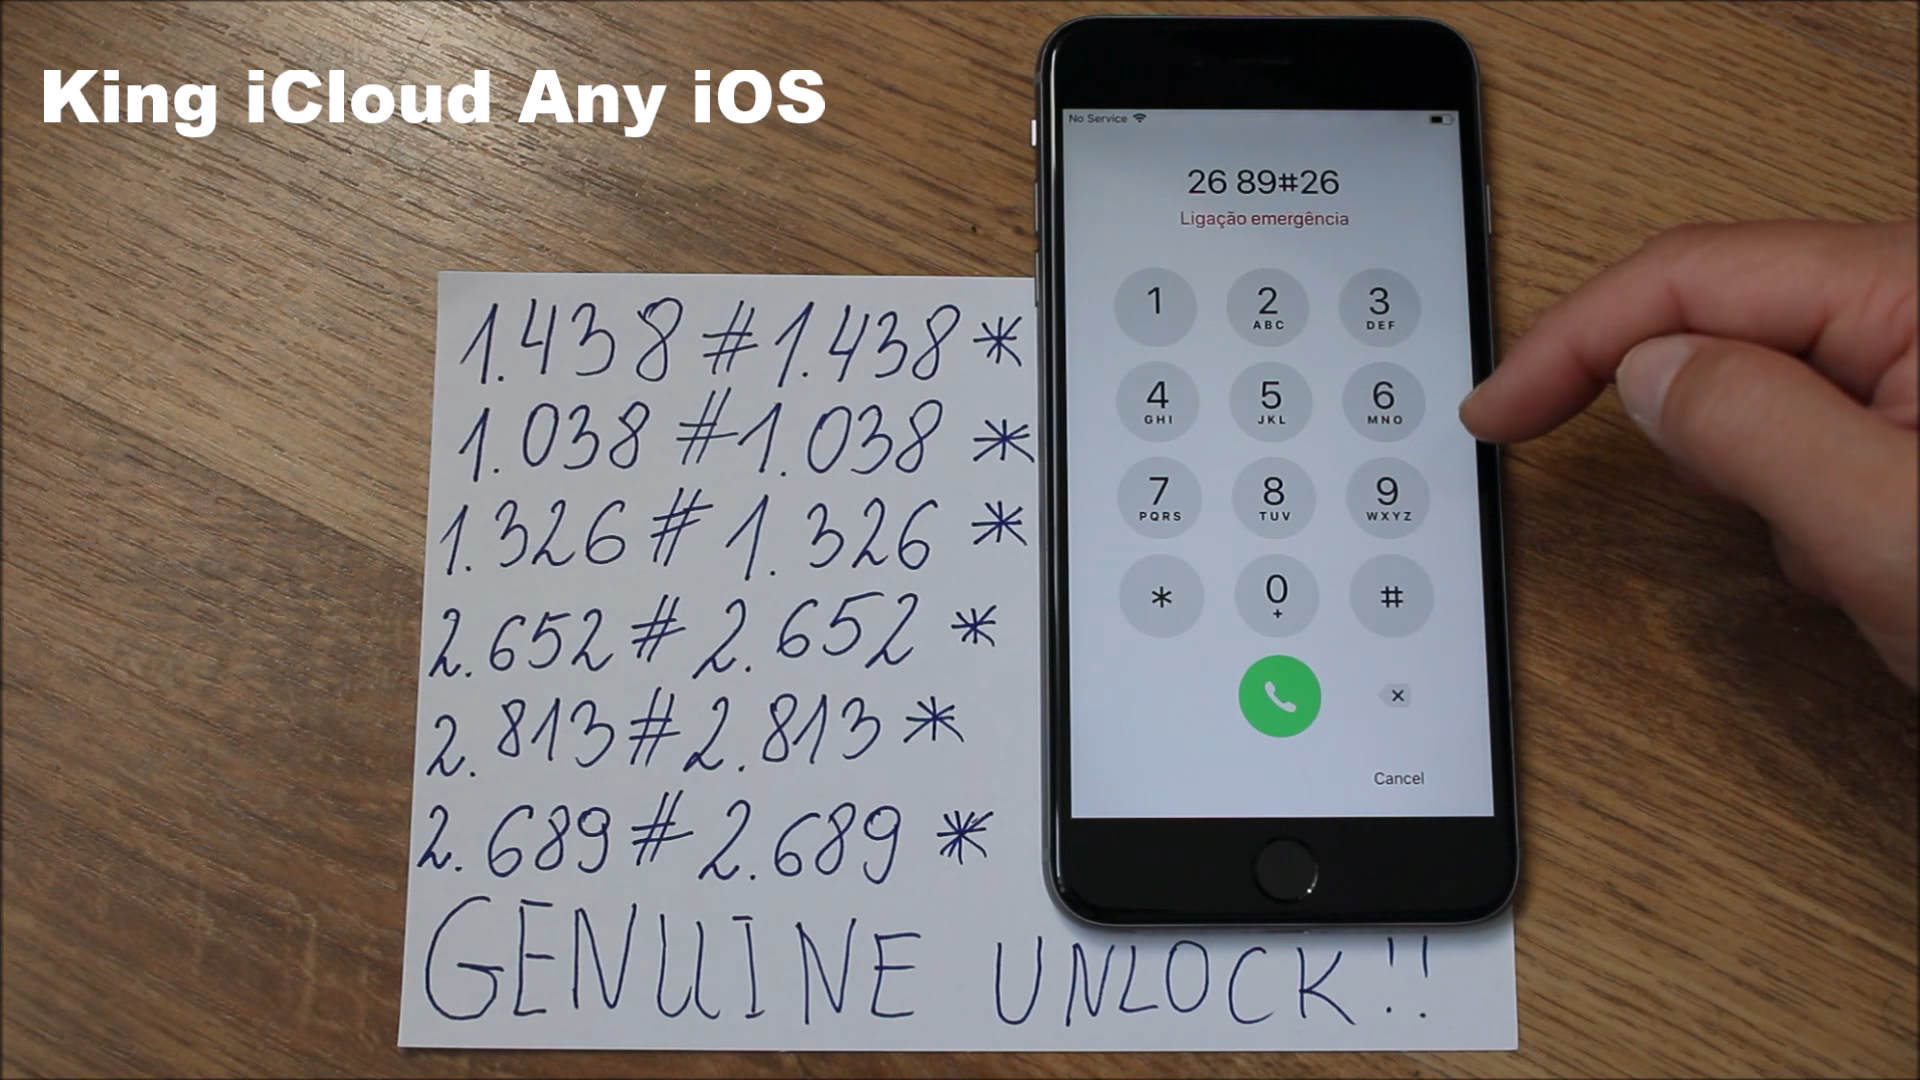 King iCloud Any iOS
1.438 # 1.438 *
1.038 # 1.038 *
1.326 # 1.326 *
2.652 # 2.652 *
2.813 # 2.813 *
2.689 # 2.689 *
GENUINE UNLOCK!!
No Service
26 89#26
Ligação emergência
1 2 3
ABC DEF
4 5 6
GHI JKL MNO
7 8 9
PQRS TUV WXYZ
* 0 #
+
Cancel